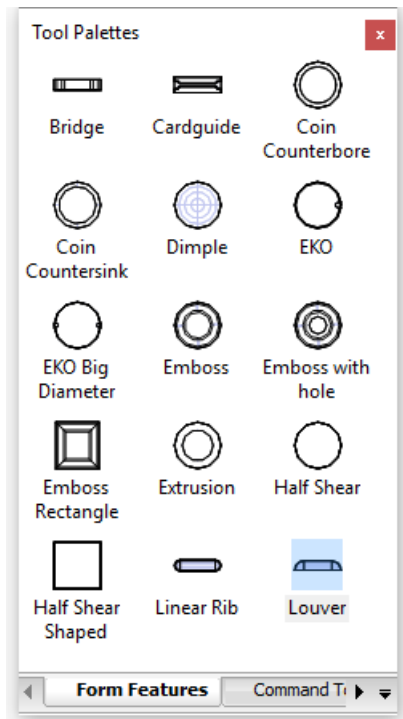 Tool Palettes
x
Bridge
Cardguide
Coin
Counterbore
Coin
Countersink
Dimple
EKO
EKO Big
Diameter
Emboss
Emboss with
hole
Emboss
Rectangle
Extrusion
Half Shear
Half Shear
Shaped
Linear Rib
Louver
Form Features
Command